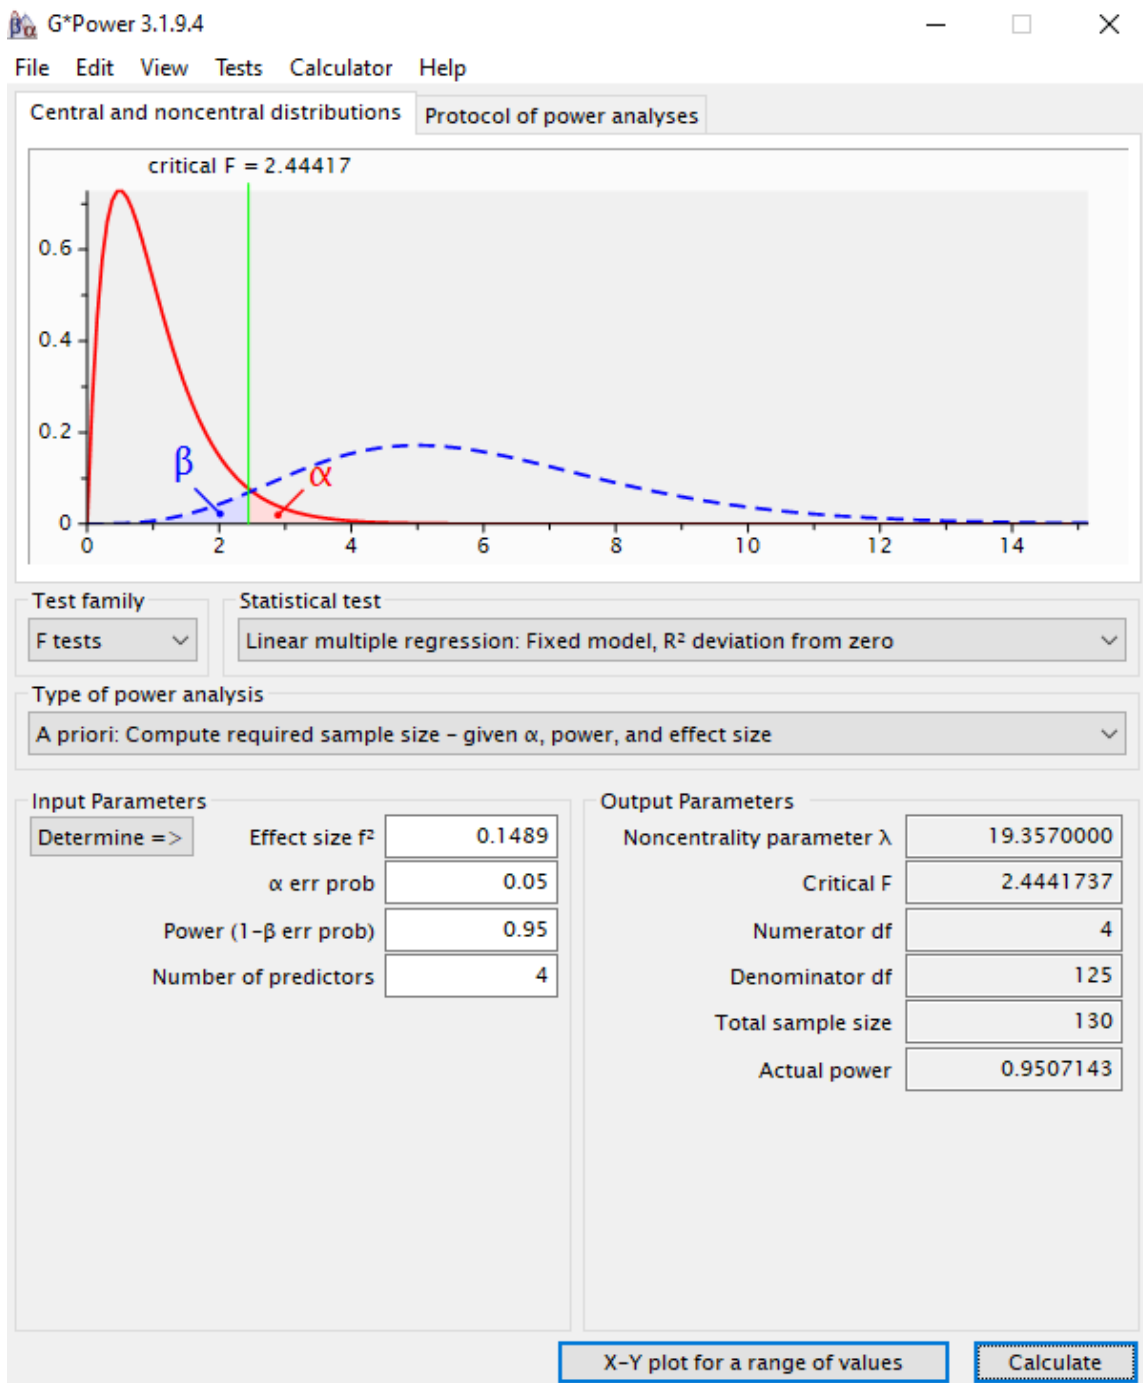 G*Power 3.1.9.4
File Edit View Tests Calculator Help
Central and noncentral distributions Protocol of power analyses
critical F = 2.44417
0.6
0.4
0.2
β α
0
0 2 4 6 8 10 12 14
Test family Statistical test
F tests Linear multiple regression: Fixed model, R² deviation from zero
Type of power analysis
A priori: Compute required sample size – given α, power, and effect size
Input Parameters
Determine => Effect size f² 0.1489
α err prob 0.05
Power (1–β err prob) 0.95
Number of predictors 4
Output Parameters
Noncentrality parameter λ 19.3570000
Critical F 2.4441737
Numerator df 4
Denominator df 125
Total sample size 130
Actual power 0.9507143
X–Y plot for a range of values Calculate